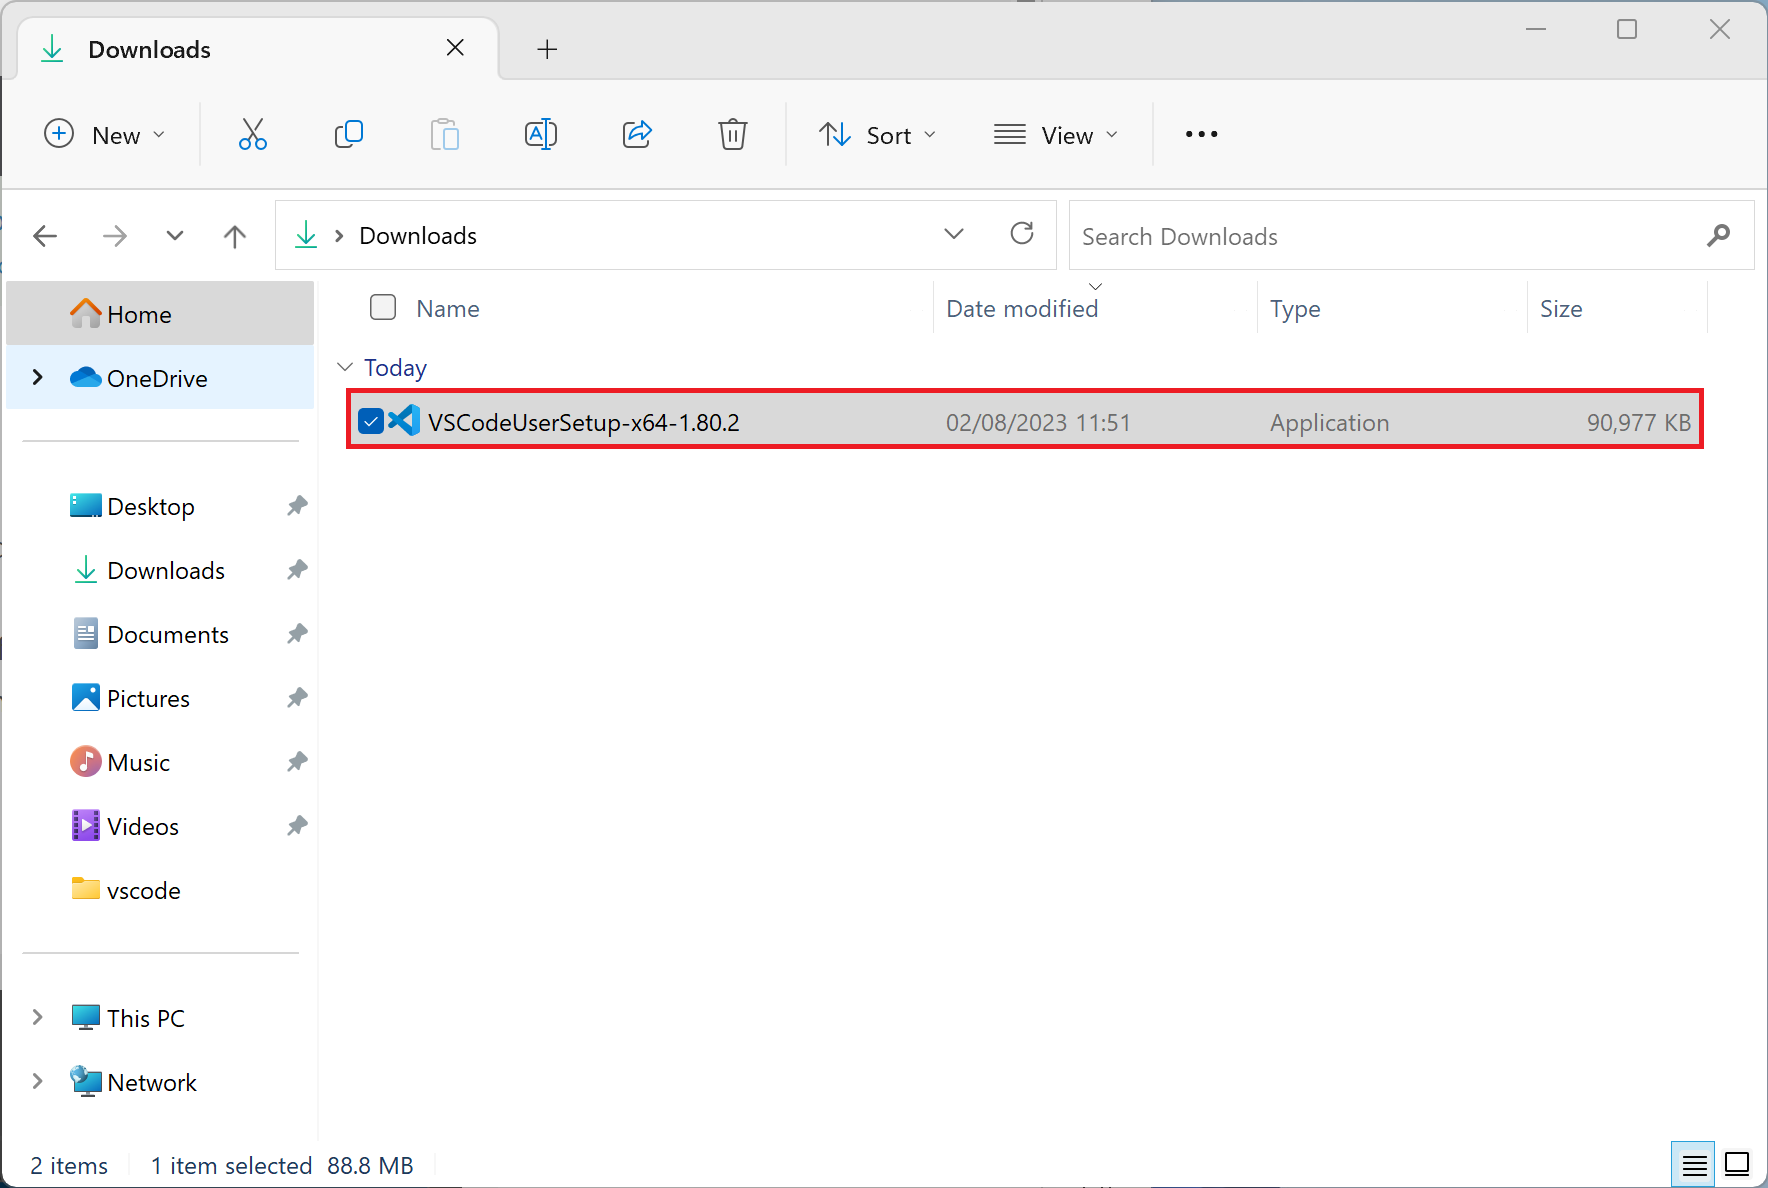 Downloads
New Sort View
Downloads Search Downloads
Home
OneDrive
Desktop
Downloads
Documents
Pictures
Music
Videos
vscode
This PC
Network
Name Date modified Type Size
Today
VSCodeUserSetup-x64-1.80.2 02/08/2023 11:51 Application 90,977 KB
2 items 1 item selected 88.8 MB